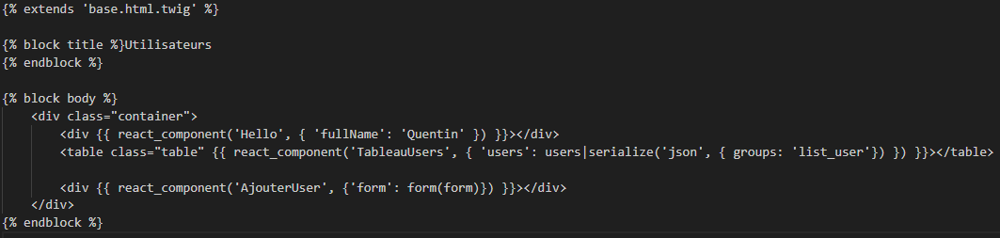 {% extends 'base.html.twig' %}
{% block title %}Utilisateurs
{% endblock %}
{% block body %}
<div class="container">
<div {{ react_component('Hello', { 'fullName': 'Quentin' }) }}></div>
<table class="table" {{ react_component('TableauUsers', { 'users': users|serialize('json', { groups: 'list_user'}) }) }}></table>
<div {{ react_component('AjouterUser', {'form': form(form)}) }}></div>
</div>
{% endblock %}